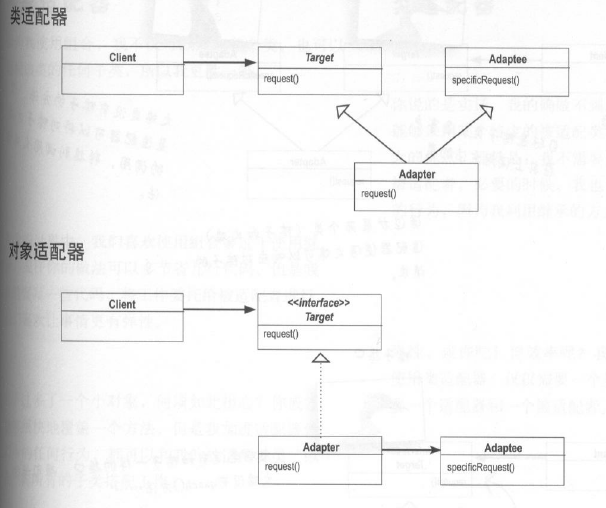 类适配器
Client
Target
request()
Adaptee
specificRequest()
Adapter
request()
对象适配器
Client
<<interface>>
Target
request()
Adapter
request()
Adaptee
specificRequest()